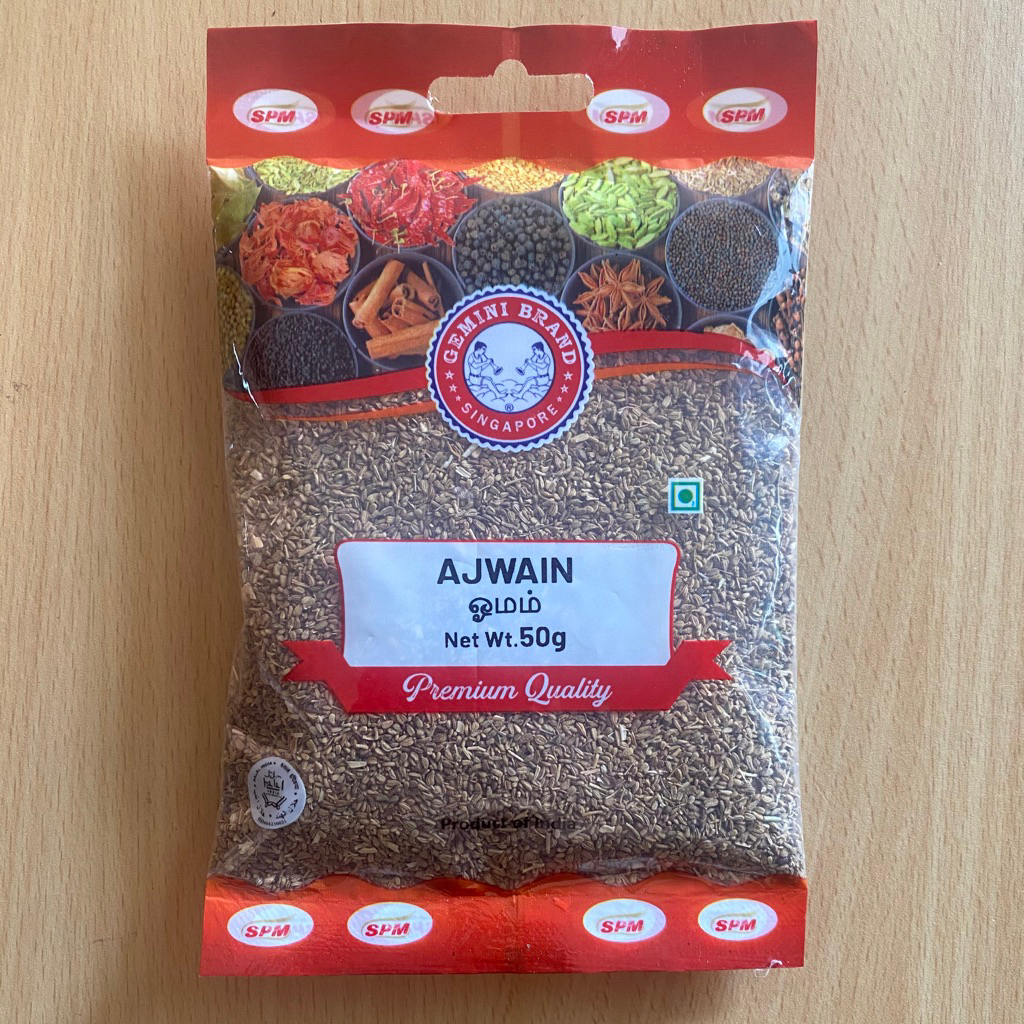 SPM SPM SPM SPM
GEMINI BRAND
SINGAPORE
®
AJWAIN
ஓமம்
Net Wt.50g
Premium Quality
Product of India
SPM SPM SPM SPM